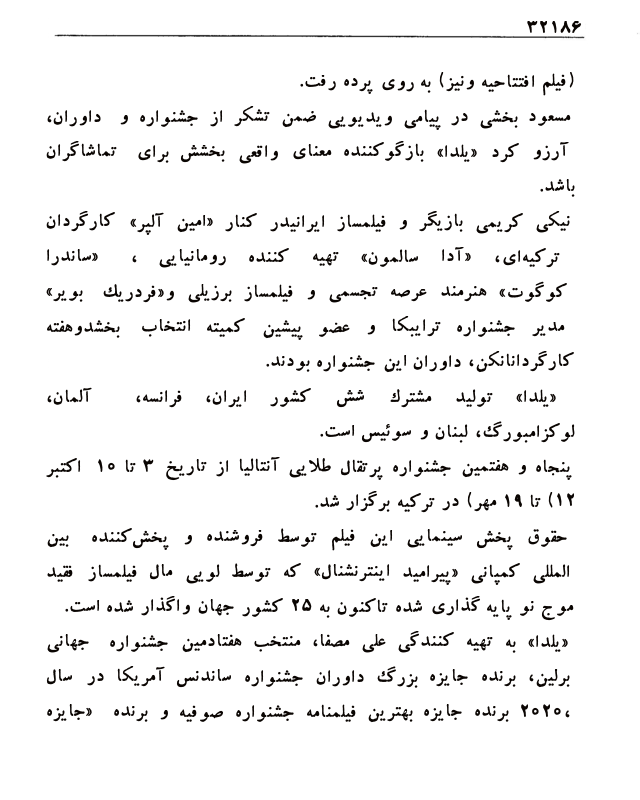 ۳۲۱۸۶
(فیلم افتتاحیه ونیز) به روی پرده رفت.
مسعود بخشی در پیامی ویدیویی ضمن تشکر از جشنواره و داوران،
آرزو کرد «یلدا» بازگوکننده معنای واقعی بخشش برای تماشاگران
باشد.
نیکی کریمی بازیگر و فیلمساز ایرانیدر کنار «امین آلپر» کارگردان
ترکیه‌ای، «آدا سالمون» تهیه کننده رومانیایی ، «ساندرا
کوگوت» هنرمند عرصه تجسمی و فیلمساز برزیلی و«فردریك بویر»
مدیر جشنواره ترایبکا و عضو پیشین کمیته انتخاب بخشدوهفته
کارگردانانکن، داوران این جشنواره بودند.
«یلدا» تولید مشترك شش کشور ایران، فرانسه، آلمان،
لوکزامبورگ، لبنان و سوئیس است.
پنجاه و هفتمین جشنواره پرتقال طلایی آنتالیا از تاریخ ۳ تا ۱۰ اکتبر
۱۲) تا ۱۹ مهر) در ترکیه برگزار شد.
حقوق پخش سینمایی این فیلم توسط فروشنده و پخش‌کننده بین
المللی کمپانی «پیرامید اینترنشنال» که توسط لویی مال فیلمساز فقید
موج نو پایه گذاری شده تاکنون به ۲۵ کشور جهان واگذار شده است.
«یلدا» به تهیه کنندگی علی مصفا، منتخب هفتادمین جشنواره جهانی
برلین، برنده جایزه بزرگ داوران جشنواره ساندنس آمریکا در سال
،۲۰۲۰ برنده جایزه بهترین فیلمنامه جشنواره صوفیه و برنده «جایزه